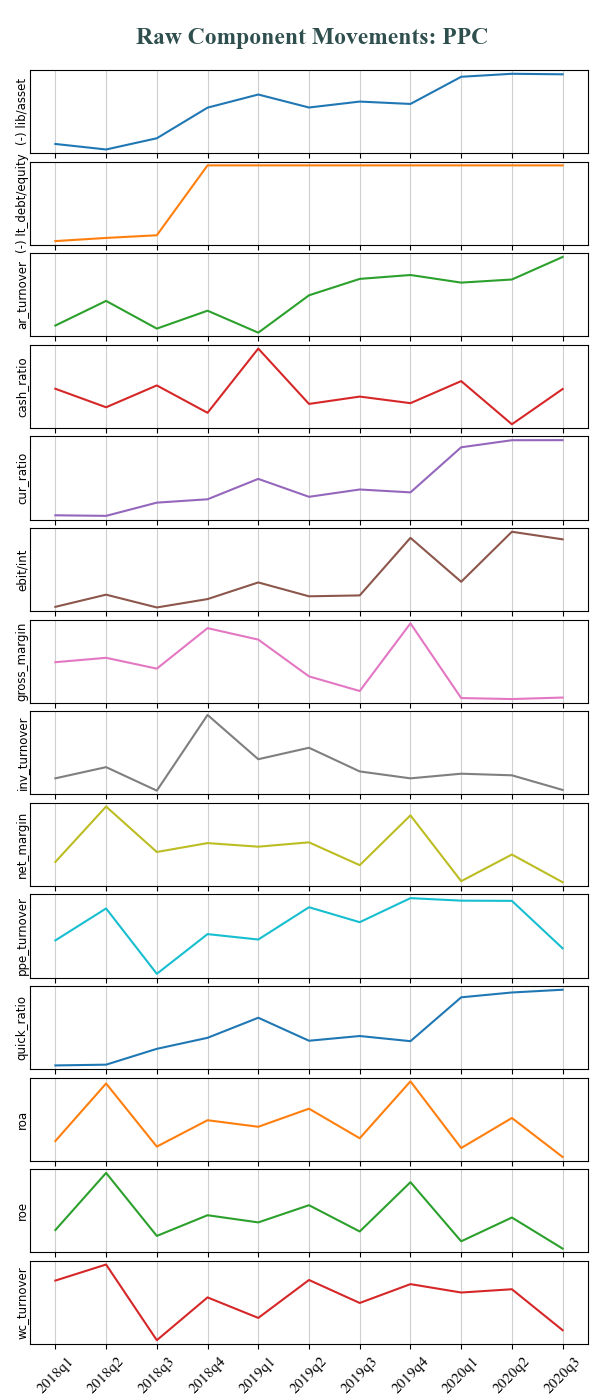 Raw Component Movements: PPC
(-) lib/asset
(-) lt_debt/equity
ar_turnover
cash_ratio
cur_ratio
ebit/int
gross_margin
inv_turnover
net_margin
ppe_turnover
quick_ratio
roa
roe
wc_turnover
2018q1 2018q2 2018q3 2018q4 2019q1 2019q2 2019q3 2019q4 2020q1 2020q2 2020q3